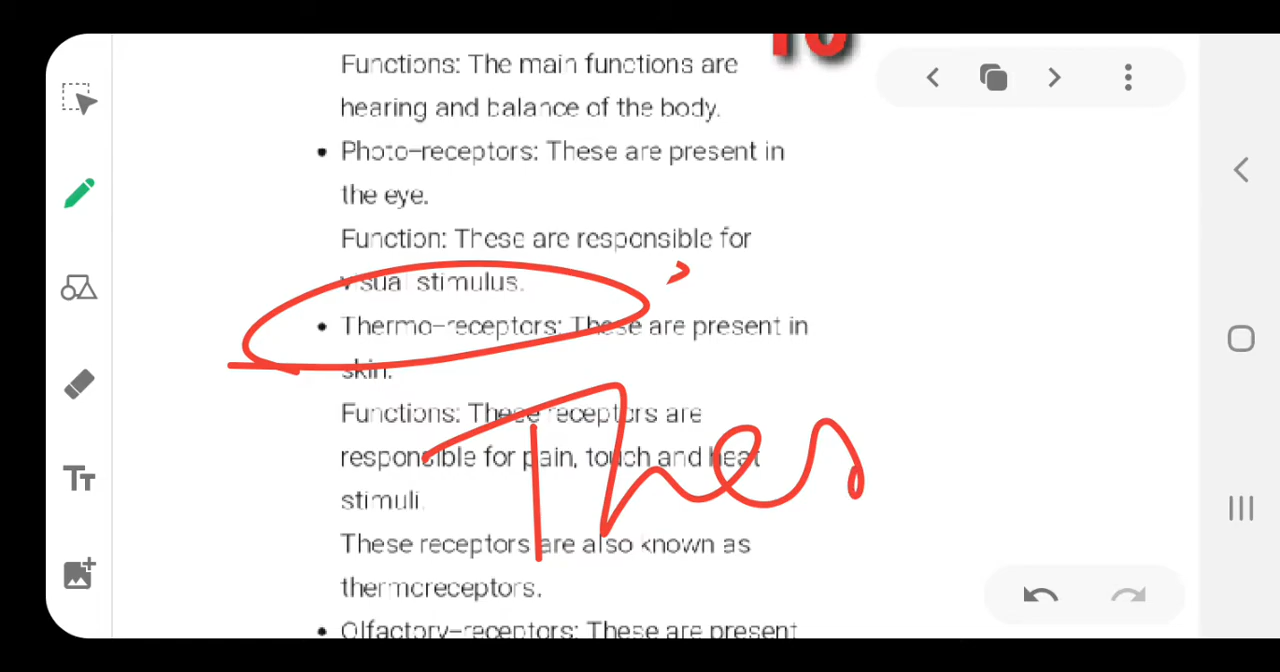 10
Functions: The main functions are
hearing and balance of the body.
• Photo-receptors: These are present in
the eye.
Function: These are responsible for
visual stimulus.
• Thermo-receptors: These are present in
skin.
Functions: These receptors are
responsible for pain, touch and heat
stimuli.
These receptors are also known as
thermoreceptors.
• Olfactory-receptors: These are present
Ther
TT